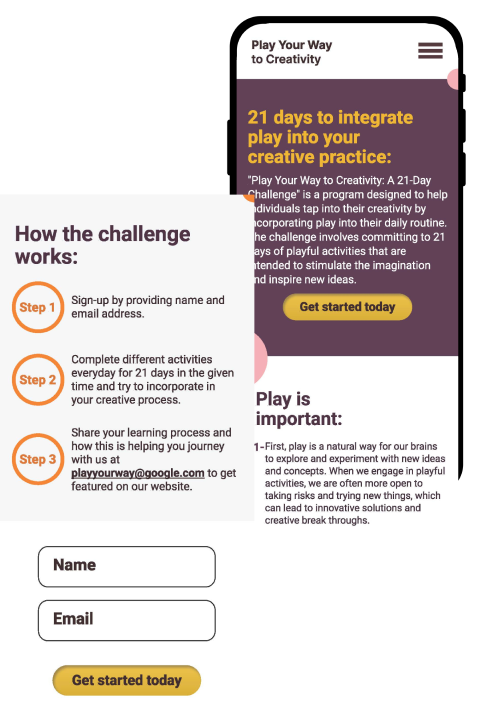 Play Your Way
to Creativity
21 days to integrate
play into your
creative practice:
"Play Your Way to Creativity: A 21-Day
Challenge" is a program designed to help
individuals tap into their creativity by
incorporating play into their daily routine.
The challenge involves committing to 21
days of playful activities that are
intended to stimulate the imagination
and inspire new ideas.
Get started today
How the challenge
works:
Step 1
Sign-up by providing name and
email address.
Step 2
Complete different activities
everyday for 21 days in the given
time and try to incorporate in
your creative process.
Step 3
Share your learning process and
how this is helping you journey
with us at
playyourway@google.com to get
featured on our website.
Play is
important:
1-First, play is a natural way for our brains
to explore and experiment with new ideas
and concepts. When we engage in playful
activities, we are often more open to
taking risks and trying new things, which
can lead to innovative solutions and
creative break throughs.
Name
Email
Get started today